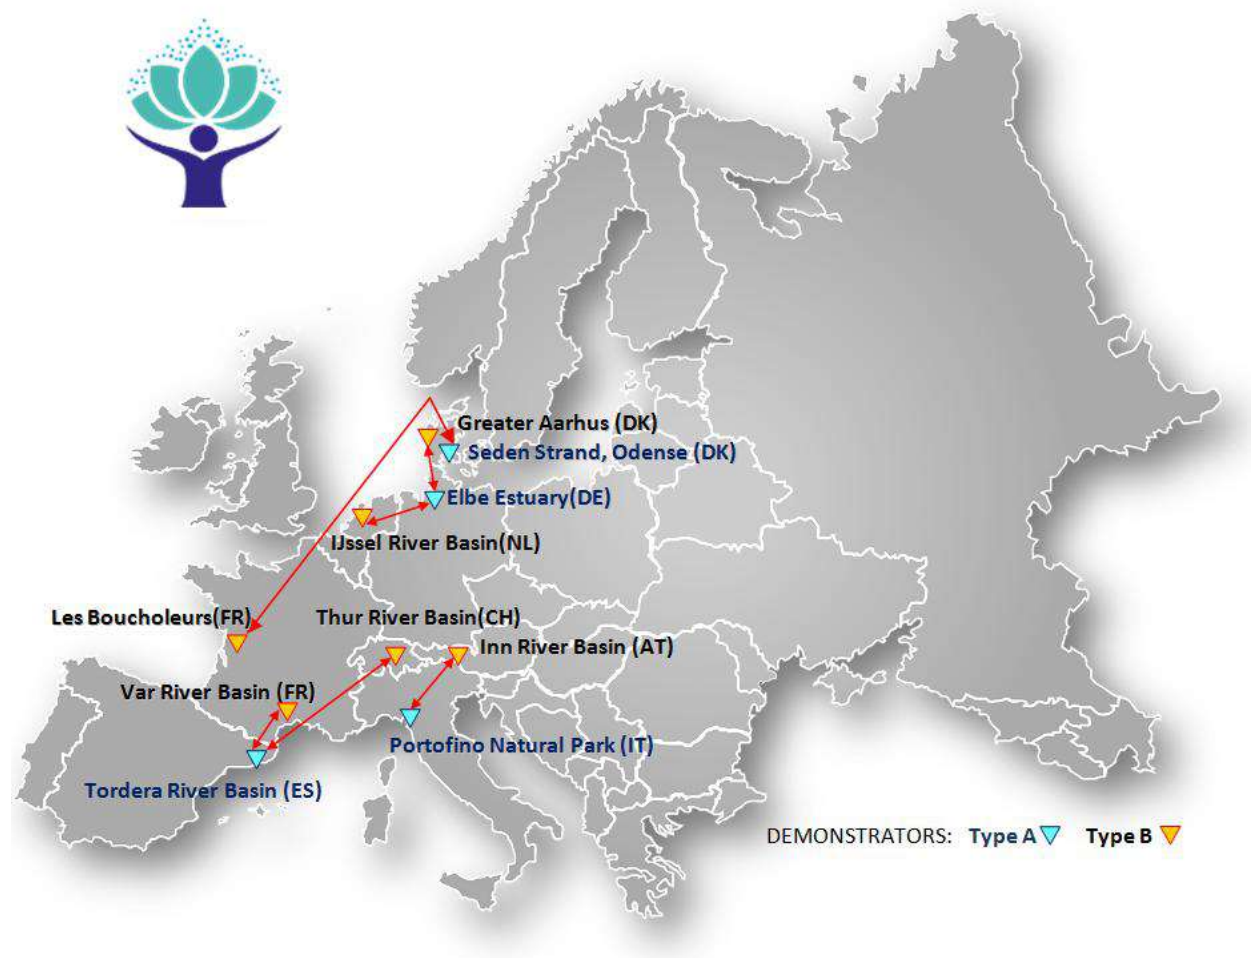 Greater Aarhus (DK)
Seden Strand, Odense (DK)
Elbe Estuary(DE)
IJssel River Basin(NL)
Les Boucholeurs(FR)
Thur River Basin(CH)
Inn River Basin (AT)
Var River Basin (FR)
Portofino Natural Park (IT)
Tordera River Basin (ES)
DEMONSTRATORS: Type A Type B